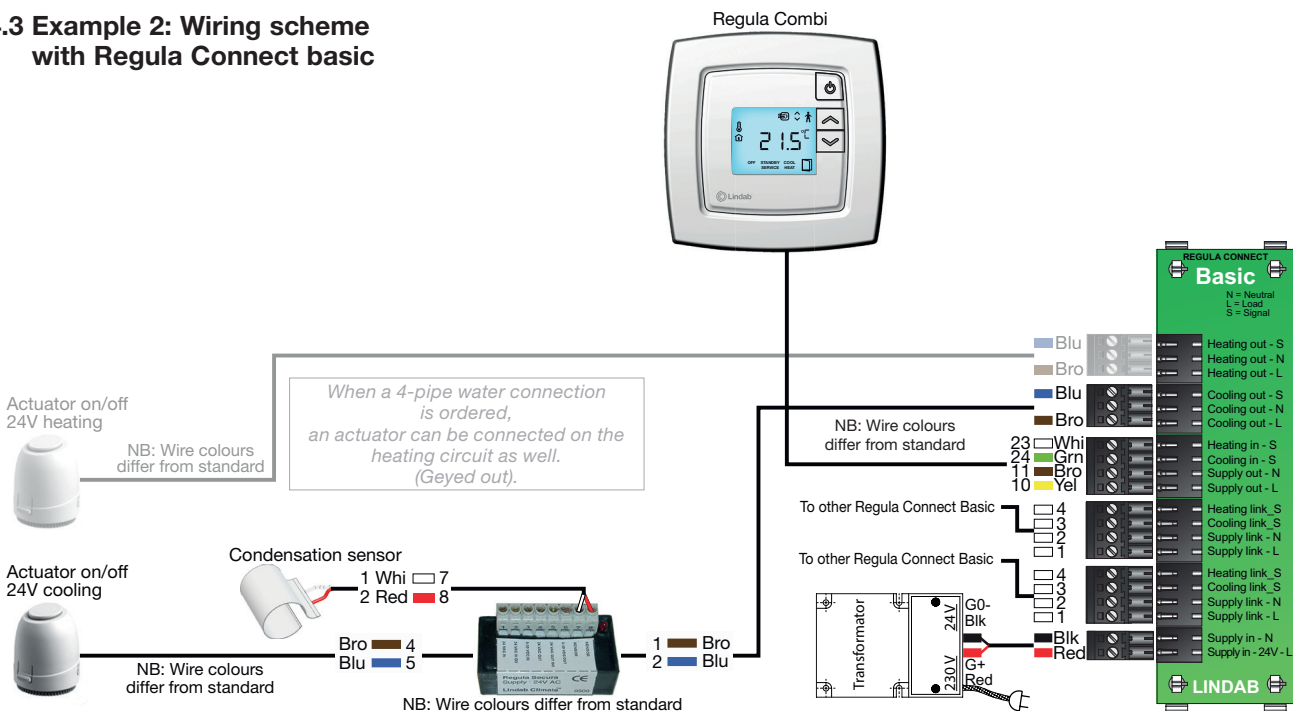 .3 Example 2: Wiring scheme
with Regula Connect basic
Regula Combi
21.5°C
OFF STANDBY COOL
SERVICE HEAT
© Lindab
REGULA CONNECT
Basic
N = Neutral
L = Load
S = Signal
Blu
Bro
Heating out - S
Heating out - N
Heating out - L
Blu
Bro
Cooling out - S
Cooling out - N
Cooling out - L
When a 4-pipe water connection
is ordered,
an actuator can be connected on the
heating circuit as well.
(Geyed out).
Actuator on/off
24V heating
NB: Wire colours
differ from standard
NB: Wire colours
differ from standard
23 Whi
24 Grn
11 Bro
10 Yel
Heating in - S
Cooling in - S
Supply out - N
Supply out - L
To other Regula Connect Basic
4
3
2
1
Heating link_S
Cooling link_S
Supply link - N
Supply link - L
To other Regula Connect Basic
4
3
2
1
Heating link_S
Cooling link_S
Supply link - N
Supply link - L
Condensation sensor
1 Whi 7
2 Red 8
Actuator on/off
24V cooling
Bro 4
Blu 5
NB: Wire colours
differ from standard
Regula Secura
Supply : 24V AC
CE
Lindab Climate
1 Bro
2 Blu
NB: Wire colours differ from standard
Transformator
24 V
230 V
G0-
Blk
G+
Red
Blk
Red
Supply in - N
Supply in - 24V - L
LINDAB